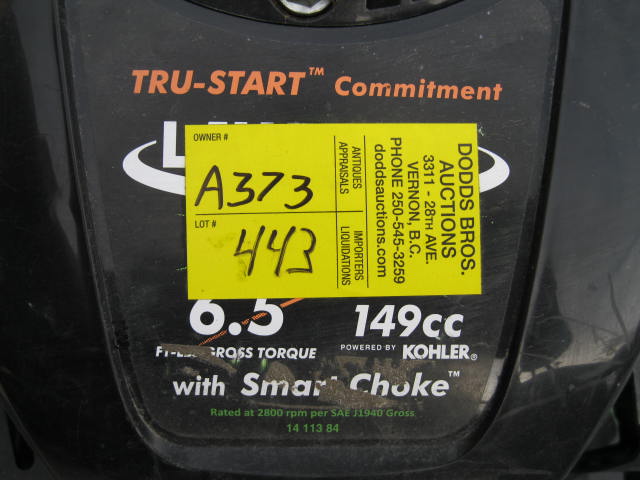 TRU-START™ Commitment
OWNER #
A373
LOT #
443
ANTIQUES
APPRAISALS
IMPORTERS
LIQUIDATIONS
DODDS BROS.
AUCTIONS
3311 - 28TH AVE.
VERNON, B.C.
PHONE 250-545-3259
doddsauctions.com
6.5
GROSS TORQUE
149cc
POWERED BY KOHLER®
with Smart Choke™
Rated at 2800 rpm per SAE J1940 Gross
14 113 84